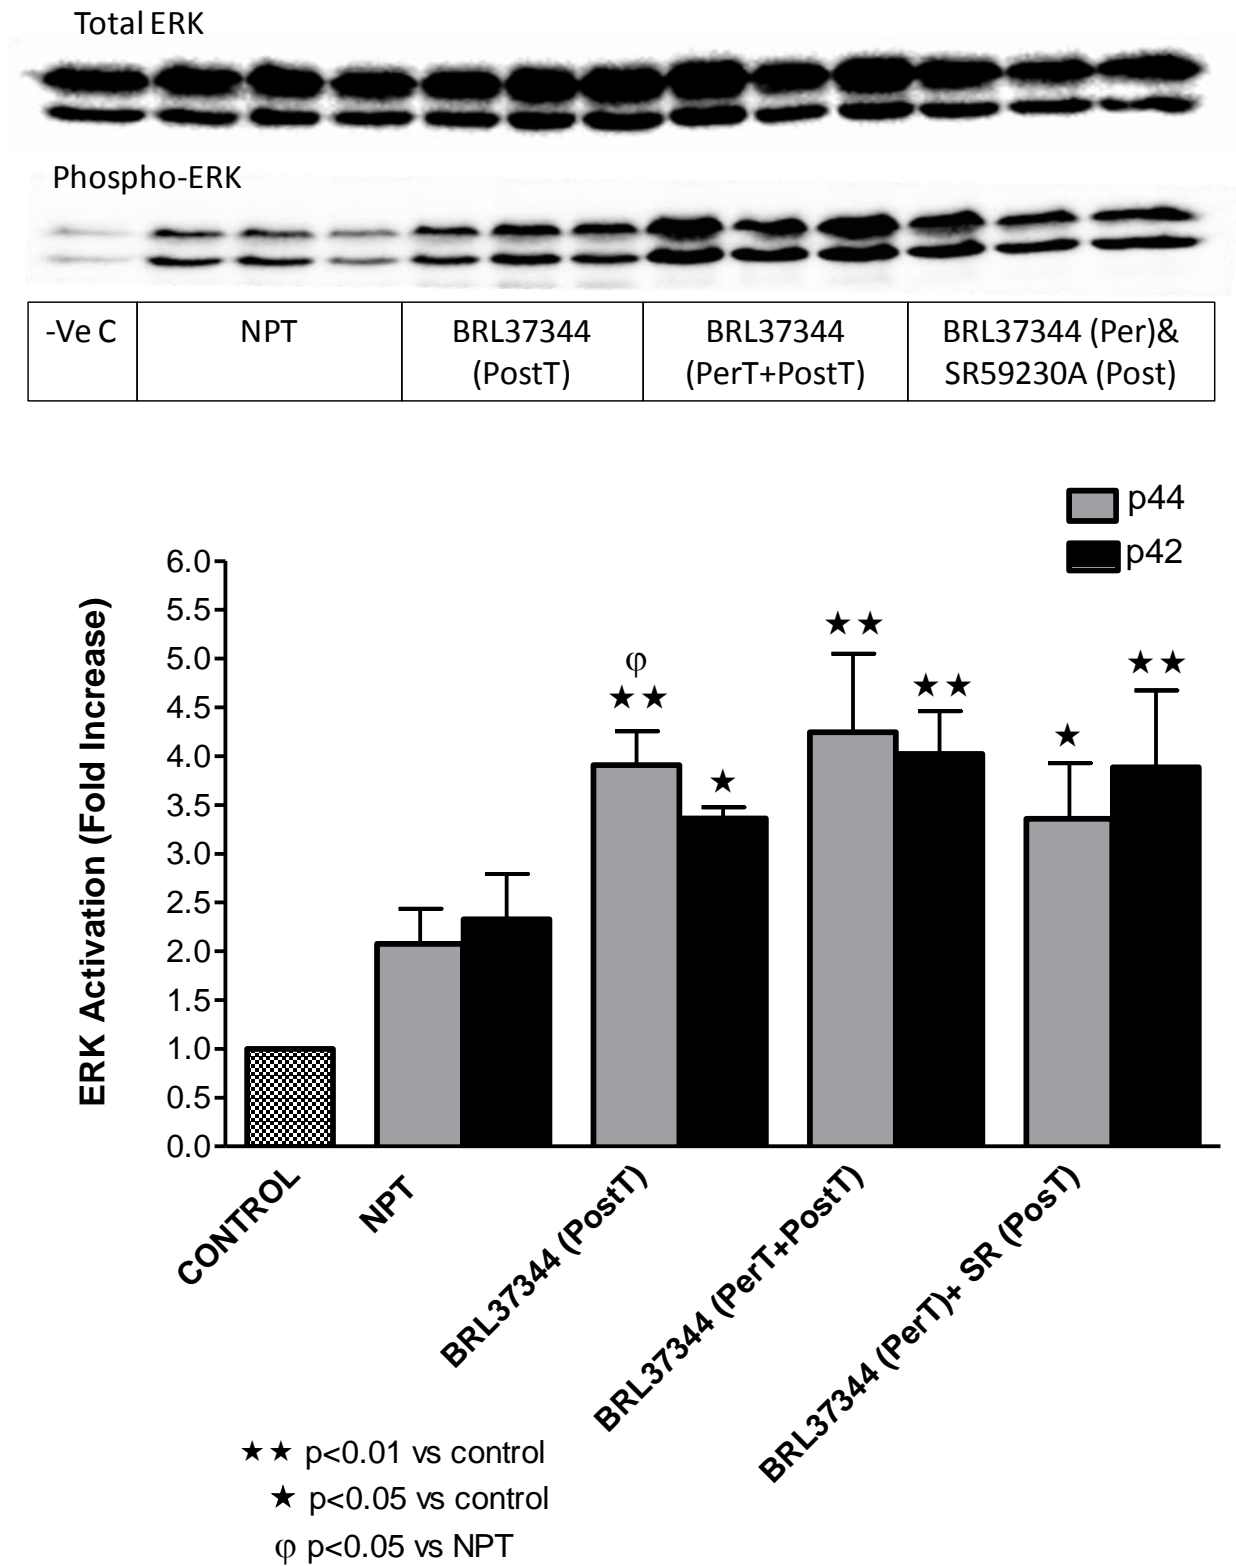 Total ERK
Phospho-ERK
-Ve C
NPT
BRL37344
(PostT)
BRL37344
(PerT+PostT)
BRL37344 (Per)&
SR59230A (Post)
p44
p42
ERK Activation (Fold Increase)
6.0
5.5
5.0
4.5
4.0
3.5
3.0
2.5
2.0
1.5
1.0
0.5
0.0
φ
★★
★
★★
★★
★
★★
CONTROL
NPT
BRL37344 (PostT)
BRL37344 (PerT+PostT)
BRL37344 (PerT)+ SR (PosT)
★★ p<0.01 vs control
★ p<0.05 vs control
φ p<0.05 vs NPT